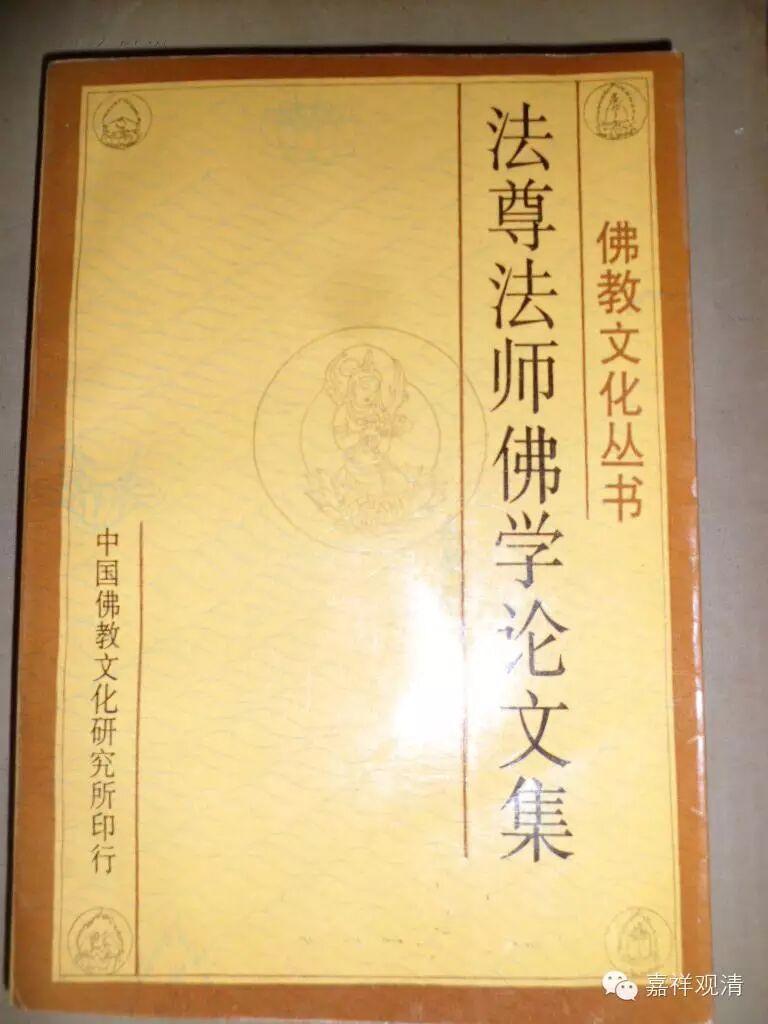 佛教文化丛书
法尊法师佛学论文集
中国佛教文化研究所印行
嘉祥观清